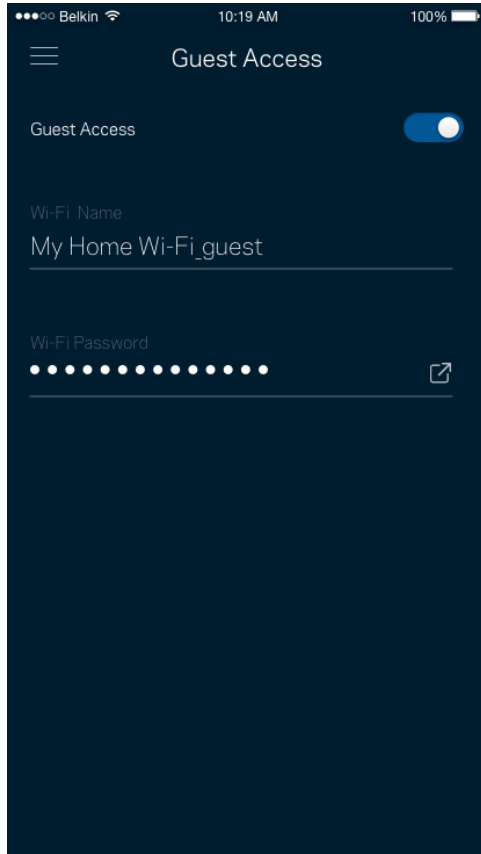 Belkin 10:19 AM 100%
Guest Access
Guest Access
Wi-Fi Name
My Home Wi-Fi_guest
Wi-Fi Password
••••••••••••••